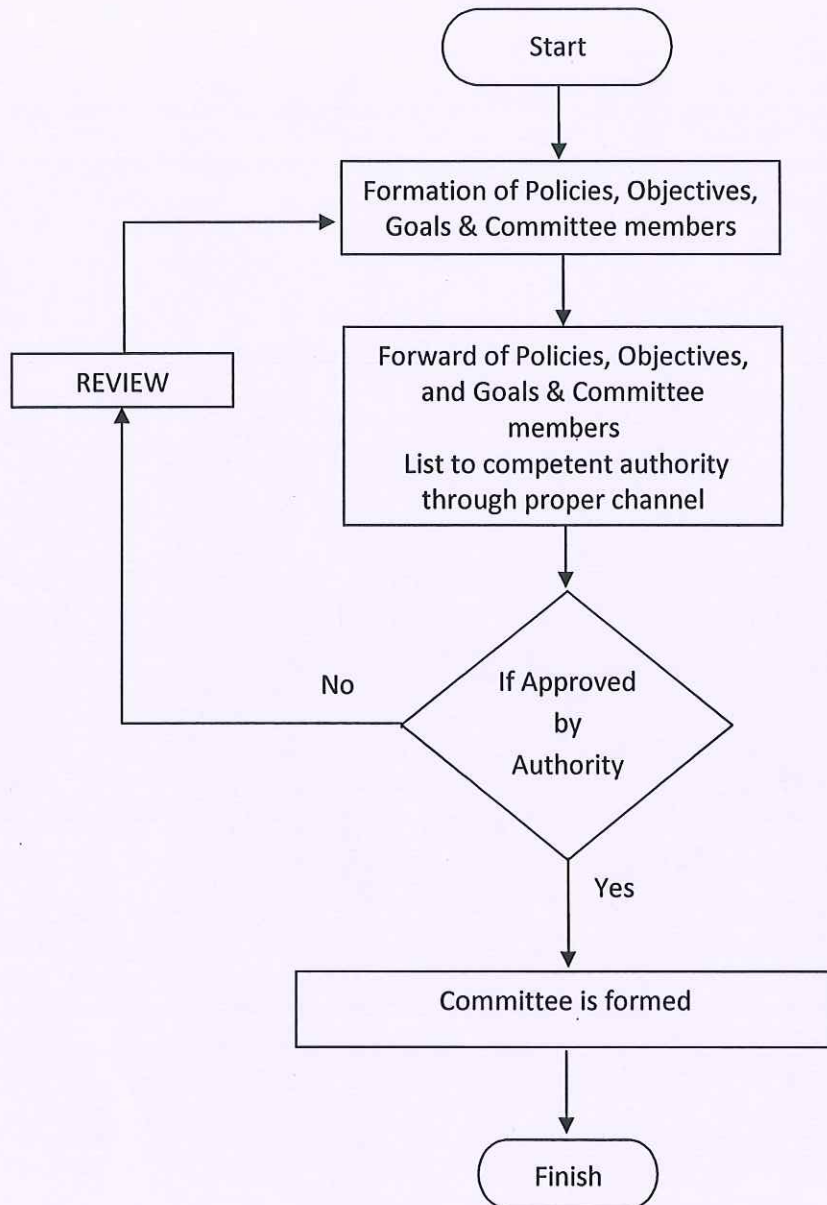 Start
Formation of Policies, Objectives,
Goals & Committee members
REVIEW
Forward of Policies, Objectives,
and Goals & Committee
members
List to competent authority
through proper channel
No
If Approved
by
Authority
Yes
Committee is formed
Finish